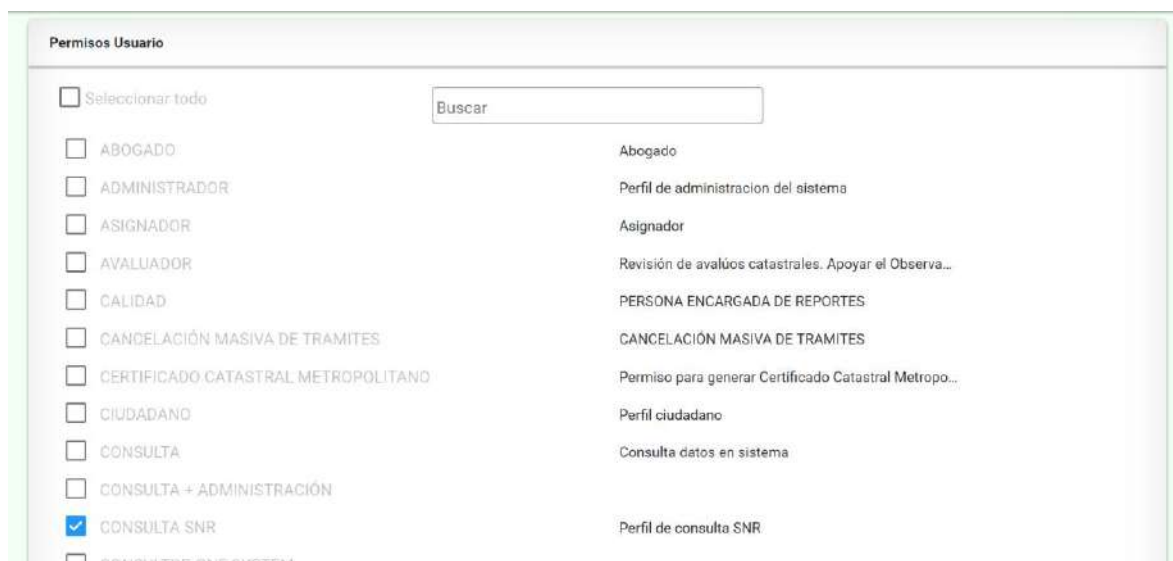 Permisos Usuario
Seleccionar todo
Buscar
ABOGADO Abogado
ADMINISTRADOR Perfil de administracion del sistema
ASIGNADOR Asignador
AVALUADOR Revisión de avalúos catastrales. Apoyar el Observa...
CALIDAD PERSONA ENCARGADA DE REPORTES
CANCELACIÓN MASIVA DE TRAMITES CANCELACIÓN MASIVA DE TRAMITES
CERTIFICADO CATASTRAL METROPOLITANO Permiso para generar Certificado Catastral Metropo...
CIUDADANO Perfil ciudadano
CONSULTA Consulta datos en sistema
CONSULTA + ADMINISTRACIÓN
CONSULTA SNR Perfil de consulta SNR